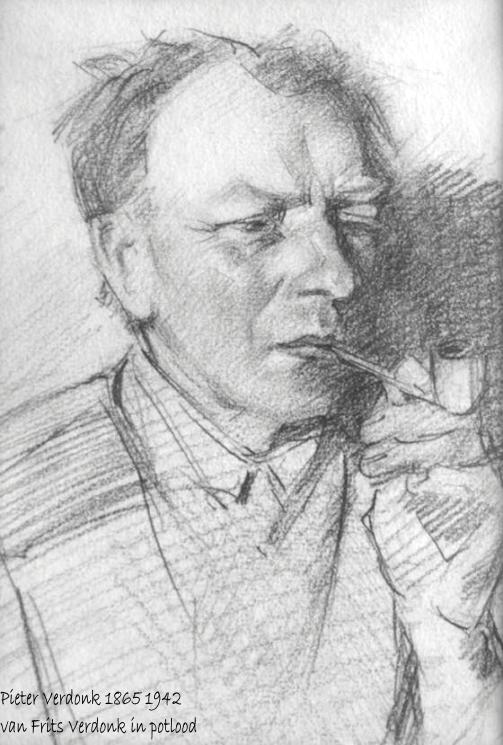 Pieter Verdonk 1865 1942
van Frits Verdonk in potlood